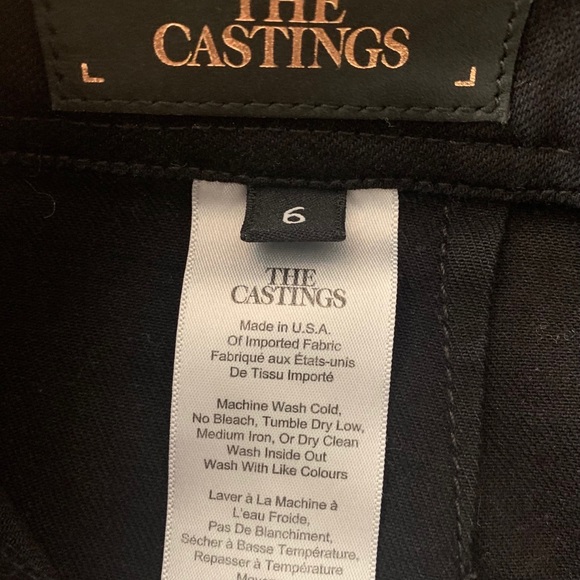 THE
CASTINGS
6
THE
CASTINGS
Made in U.S.A.
Of Imported Fabric
Fabriqué aux États-unis
De Tissu Importé
Machine Wash Cold,
No Bleach, Tumble Dry Low,
Medium Iron, Or Dry Clean
Wash Inside Out
Wash With Like Colours
Laver à La Machine à
L'eau Froide,
Pas De Blanchiment,
Sécher à Basse Température,
Repasser à Température